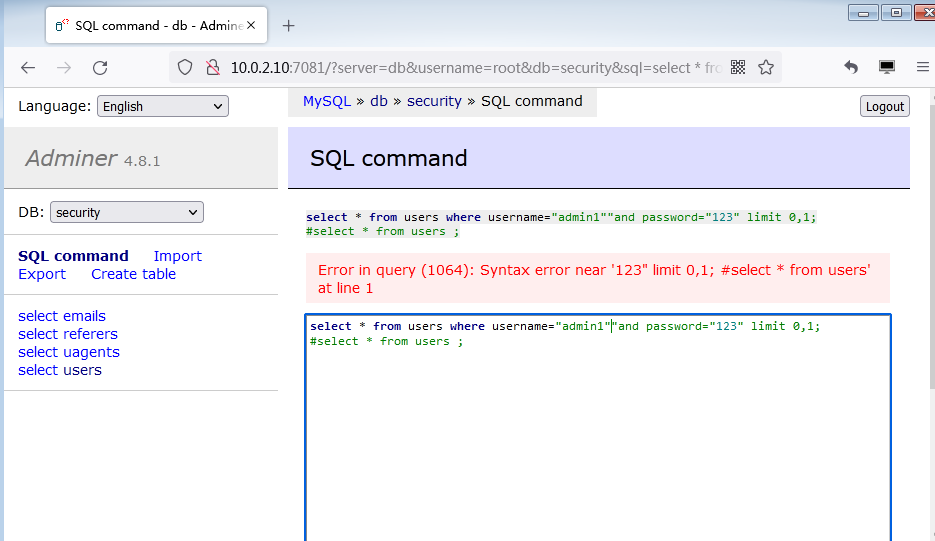 SQL command - db - Admine
10.0.2.10:7081/?server=db&username=root&db=security&sql=select * fro
Language: English
MySQL » db » security » SQL command
Logout
Adminer 4.8.1
SQL command
DB: security
SQL command Import
Export Create table
select emails
select referers
select uagents
select users
select * from users where username="admin1""and password="123" limit 0,1;
#select * from users ;
Error in query (1064): Syntax error near '123" limit 0,1; #select * from users'
at line 1
select * from users where username="admin1""and password="123" limit 0,1;
#select * from users ;